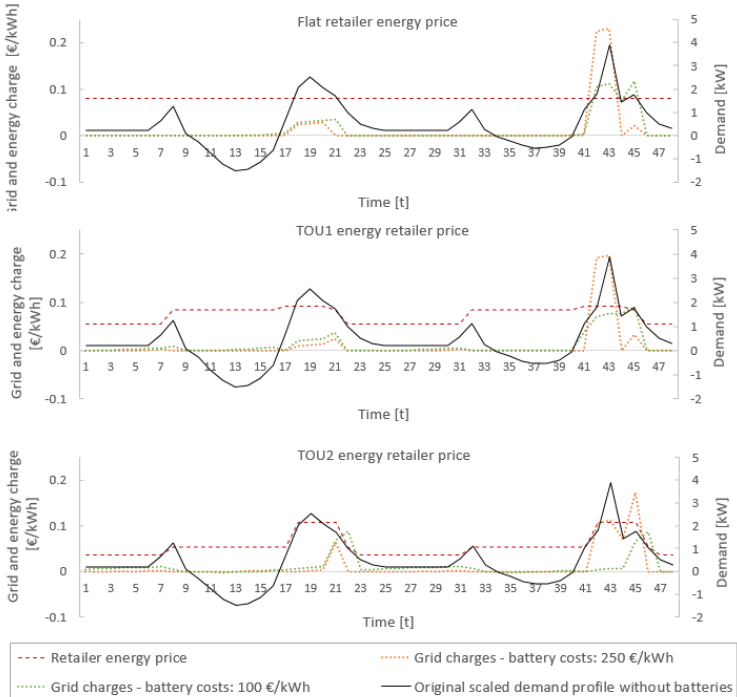 Flat retailer energy price
Grid and energy charge [€/kWh]
0.2
0.1
0
-0.1
5
4
3
2
1
0
-1
-2
Demand [kW]
1 3 5 7 9 11 13 15 17 19 21 23 25 27 29 31 33 35 37 39 41 43 45 47
Time [t]
TOU1 energy retailer price
Grid and energy charge
[€/kWh]
0.2
0.1
0
-0.1
5
4
3
2
1
0
-1
-2
Demand [kW]
1 3 5 7 9 11 13 15 17 19 21 23 25 27 29 31 33 35 37 39 41 43 45 47
Time [t]
TOU2 energy retailer price
Grid and energy charge
[€/kWh]
0.2
0.1
0
-0.1
5
4
3
2
1
0
-1
-2
Demand [kW]
1 3 5 7 9 11 13 15 17 19 21 23 25 27 29 31 33 35 37 39 41 43 45 47
Time [t]
Retailer energy price
Grid charges - battery costs: 250 €/kWh
Grid charges - battery costs: 100 €/kWh
Original scaled demand profile without batteries